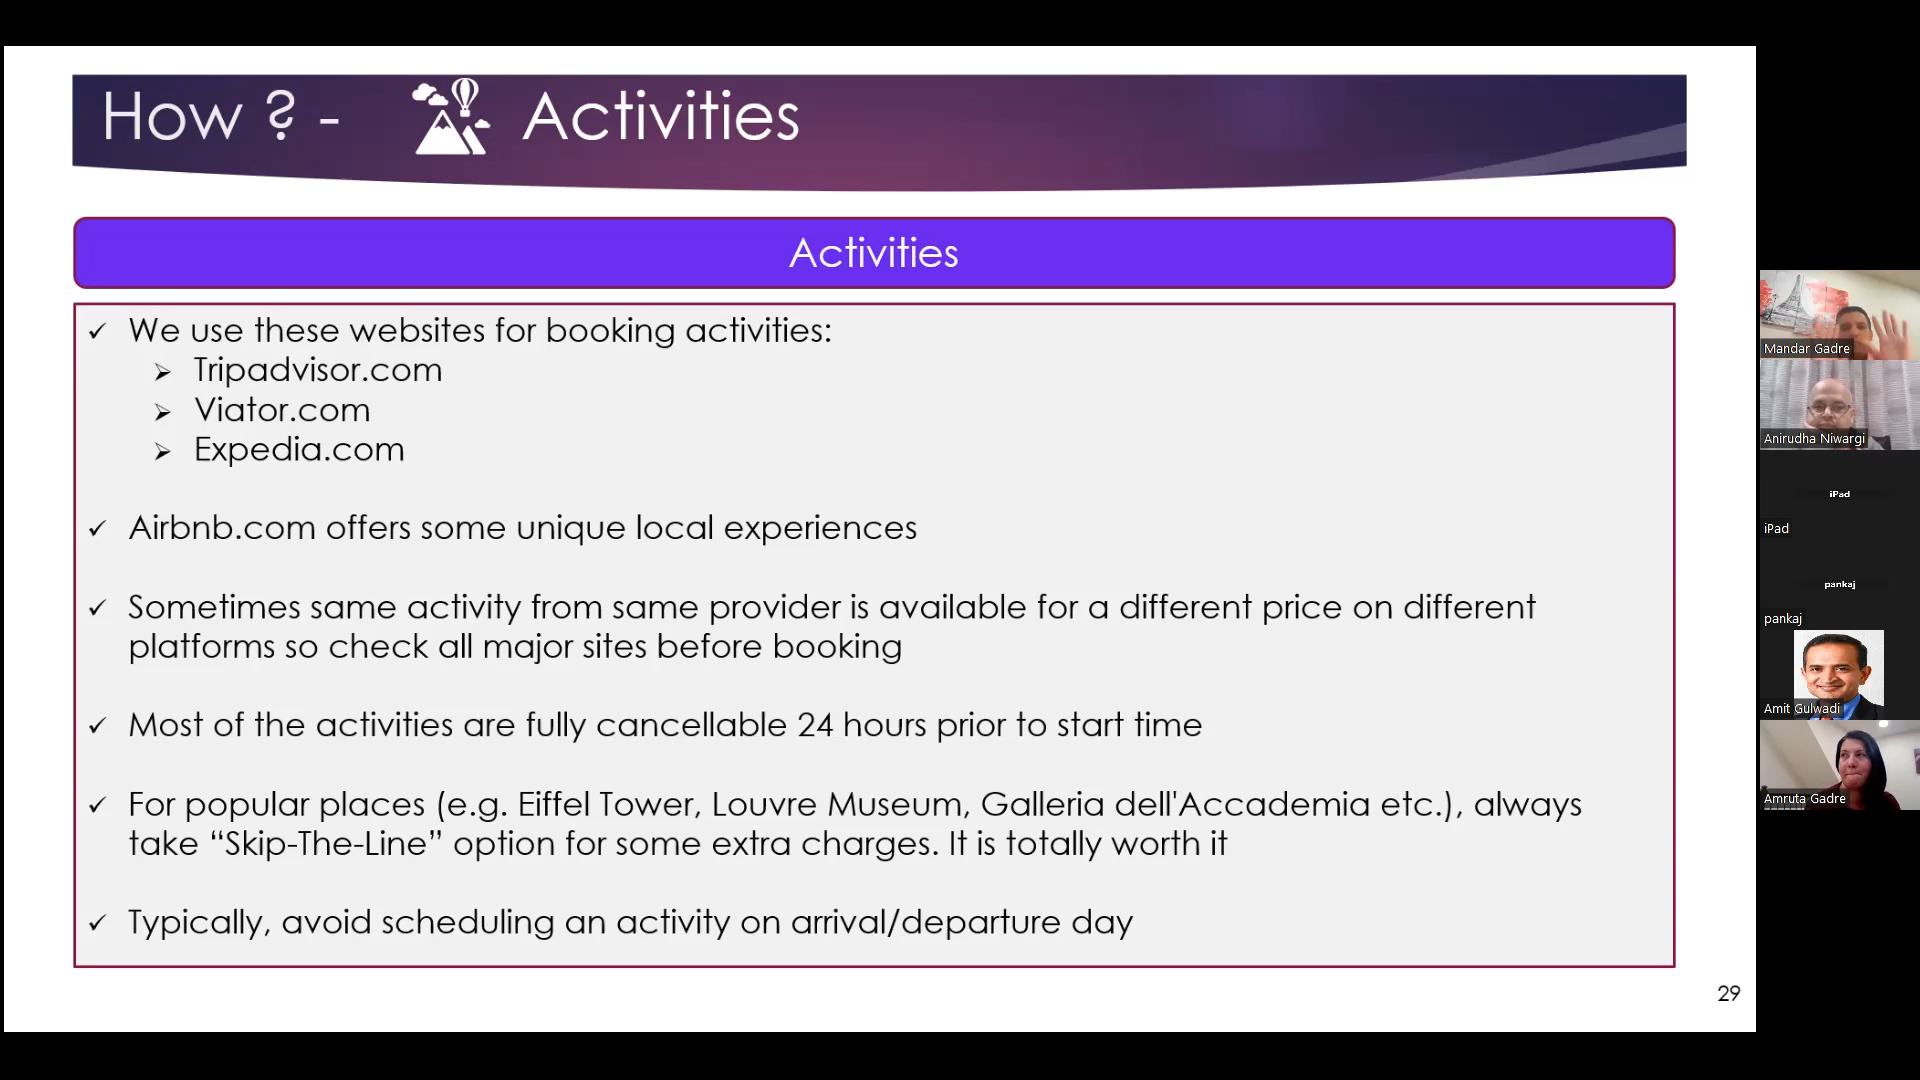 How ? - Activities
Activities
✓ We use these websites for booking activities:
➢ Tripadvisor.com
➢ Viator.com
➢ Expedia.com
✓ Airbnb.com offers some unique local experiences
✓ Sometimes same activity from same provider is available for a different price on different
platforms so check all major sites before booking
✓ Most of the activities are fully cancellable 24 hours prior to start time
✓ For popular places (e.g. Eiffel Tower, Louvre Museum, Galleria dell'Accademia etc.), always
take “Skip-The-Line” option for some extra charges. It is totally worth it
✓ Typically, avoid scheduling an activity on arrival/departure day
29
Mandar Gadre
Anirudha Niwargi
iPad
iPad
pankaj
pankaj
Amit Gulwadi
Amruta Gadre